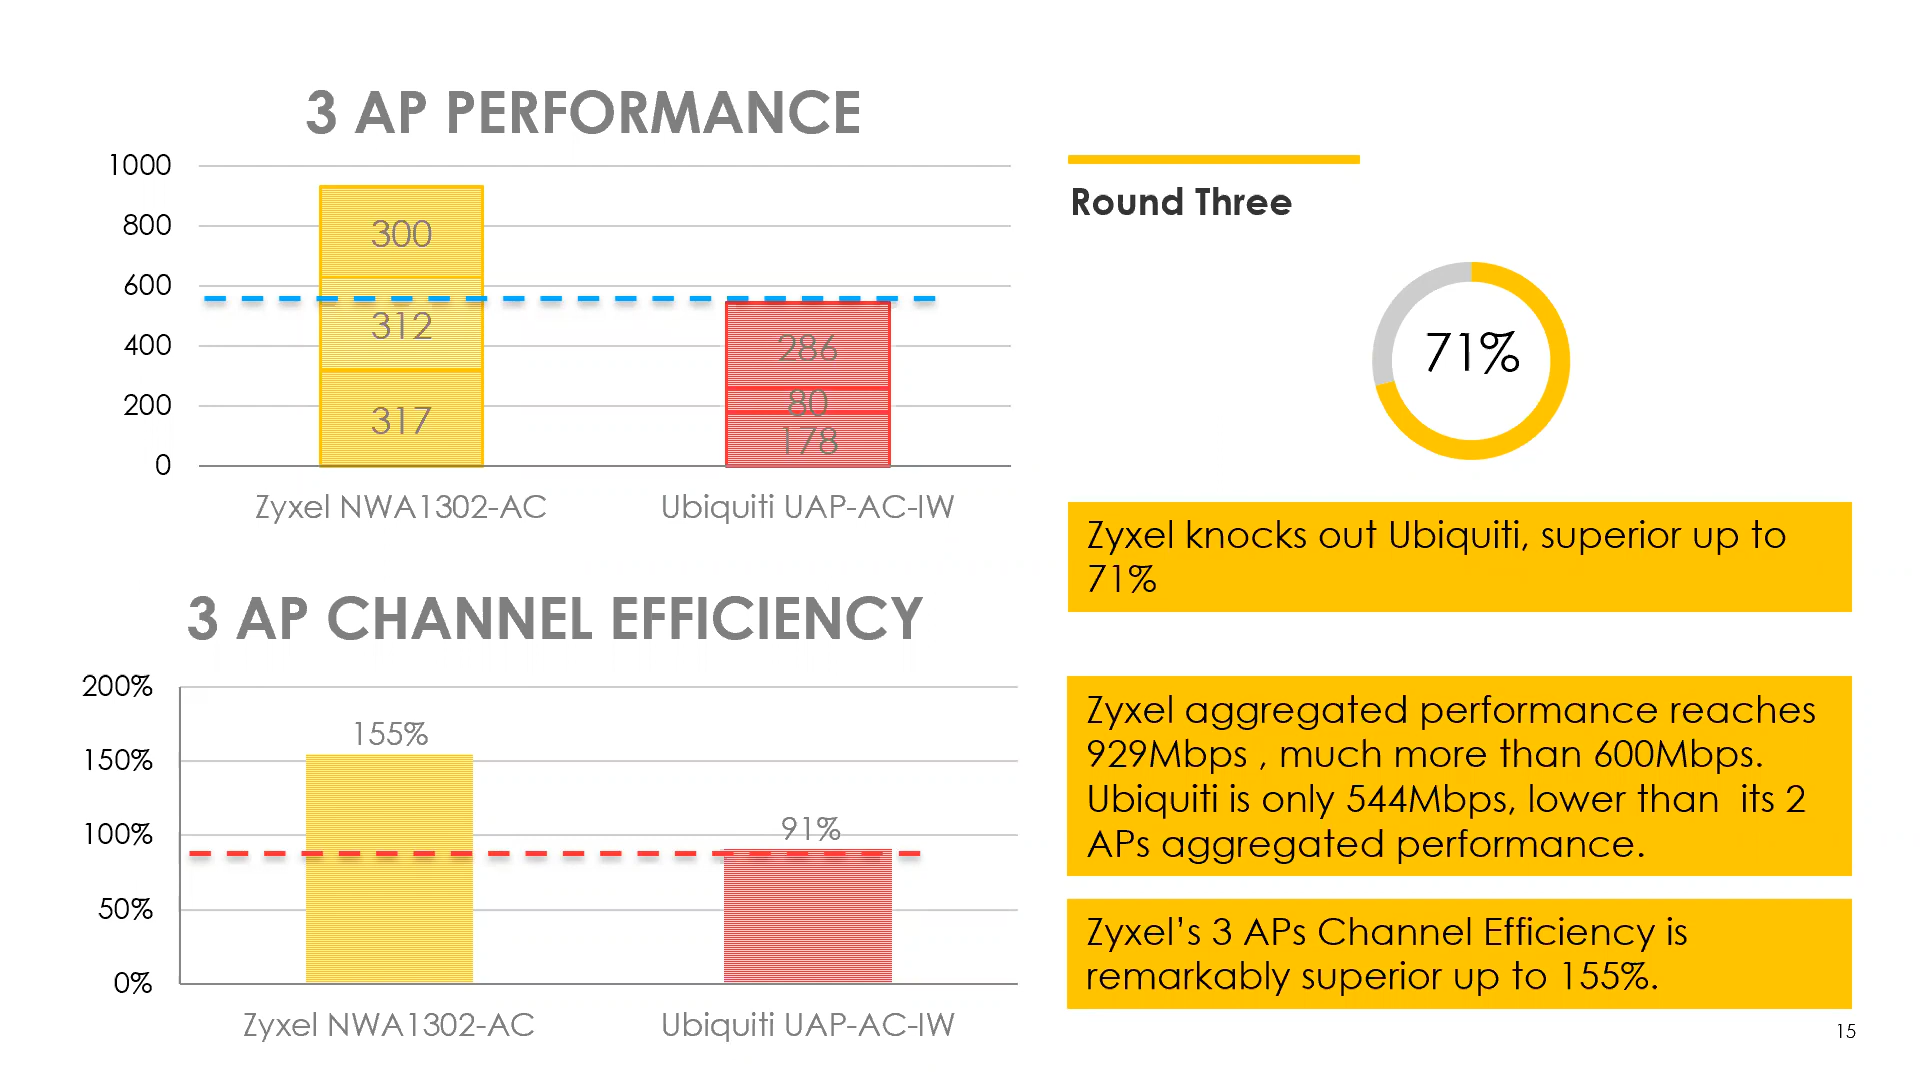 3 AP PERFORMANCE
1000
800
600
400
200
0
300
312
317
286
80
178
Zyxel NWA1302-AC
Ubiquiti UAP-AC-IW
3 AP CHANNEL EFFICIENCY
200%
150%
100%
50%
0%
155%
91%
Zyxel NWA1302-AC
Ubiquiti UAP-AC-IW
Round Three
71%
Zyxel knocks out Ubiquiti, superior up to
71%
Zyxel aggregated performance reaches
929Mbps , much more than 600Mbps.
Ubiquiti is only 544Mbps, lower than  its 2
APs aggregated performance.
Zyxel’s 3 APs Channel Efficiency is
remarkably superior up to 155%.
15